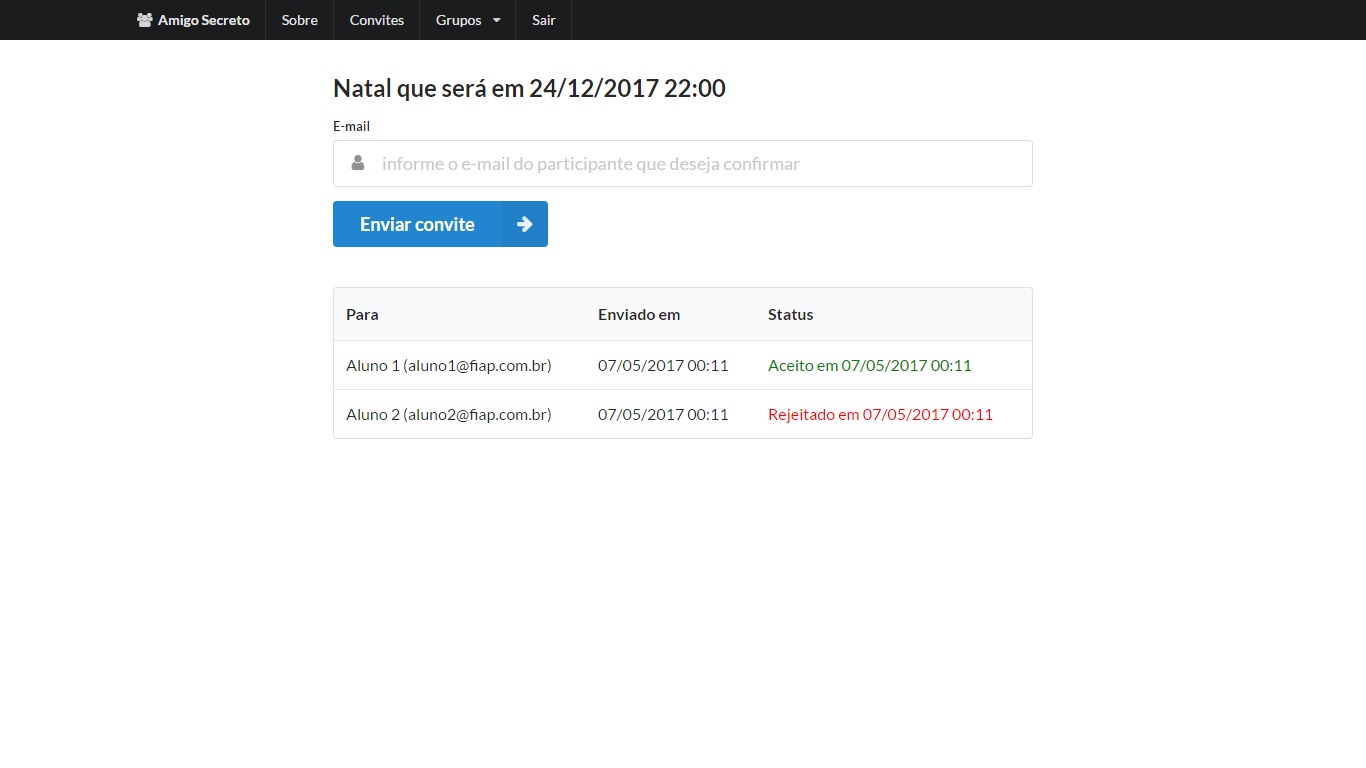 Amigo Secreto Sobre Convites Grupos Sair
Natal que será em 24/12/2017 22:00
E-mail
informe o e-mail do participante que deseja confirmar
Enviar convite
Para Enviado em Status
Aluno 1 (aluno1@fiap.com.br) 07/05/2017 00:11 Aceito em 07/05/2017 00:11
Aluno 2 (aluno2@fiap.com.br) 07/05/2017 00:11 Rejeitado em 07/05/2017 00:11